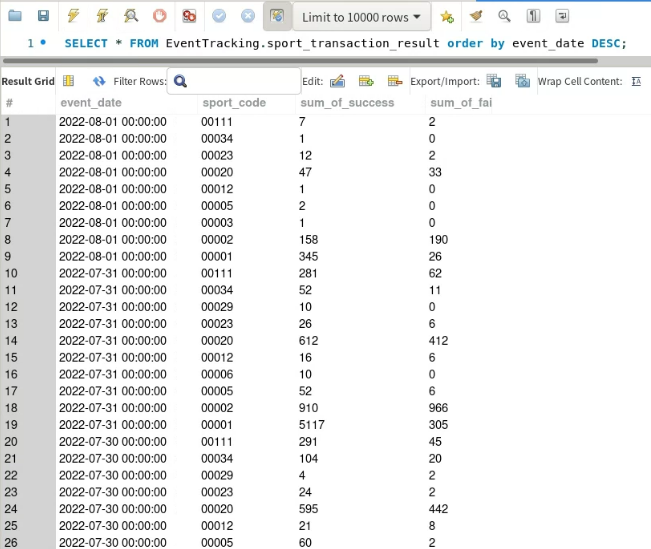 Limit to 10000 rows
1 SELECT * FROM EventTracking.sport_transaction_result order by event_date DESC;
Result Grid Filter Rows: Edit: Export/Import: Wrap Cell Content: IA
# event_date sport_code sum_of_success sum_of_fai
1 2022-08-01 00:00:00 00111 7 2
2 2022-08-01 00:00:00 00034 1 0
3 2022-08-01 00:00:00 00023 12 2
4 2022-08-01 00:00:00 00020 47 33
5 2022-08-01 00:00:00 00012 1 0
6 2022-08-01 00:00:00 00005 2 0
7 2022-08-01 00:00:00 00003 1 0
8 2022-08-01 00:00:00 00002 158 190
9 2022-08-01 00:00:00 00001 345 26
10 2022-07-31 00:00:00 00111 281 62
11 2022-07-31 00:00:00 00034 52 11
12 2022-07-31 00:00:00 00029 10 0
13 2022-07-31 00:00:00 00023 26 6
14 2022-07-31 00:00:00 00020 612 412
15 2022-07-31 00:00:00 00012 16 6
16 2022-07-31 00:00:00 00006 10 0
17 2022-07-31 00:00:00 00005 52 6
18 2022-07-31 00:00:00 00002 910 966
19 2022-07-31 00:00:00 00001 5117 305
20 2022-07-30 00:00:00 00111 291 45
21 2022-07-30 00:00:00 00034 104 20
22 2022-07-30 00:00:00 00029 4 2
23 2022-07-30 00:00:00 00023 24 2
24 2022-07-30 00:00:00 00020 595 442
25 2022-07-30 00:00:00 00012 21 8
26 2022-07-30 00:00:00 00005 60 2